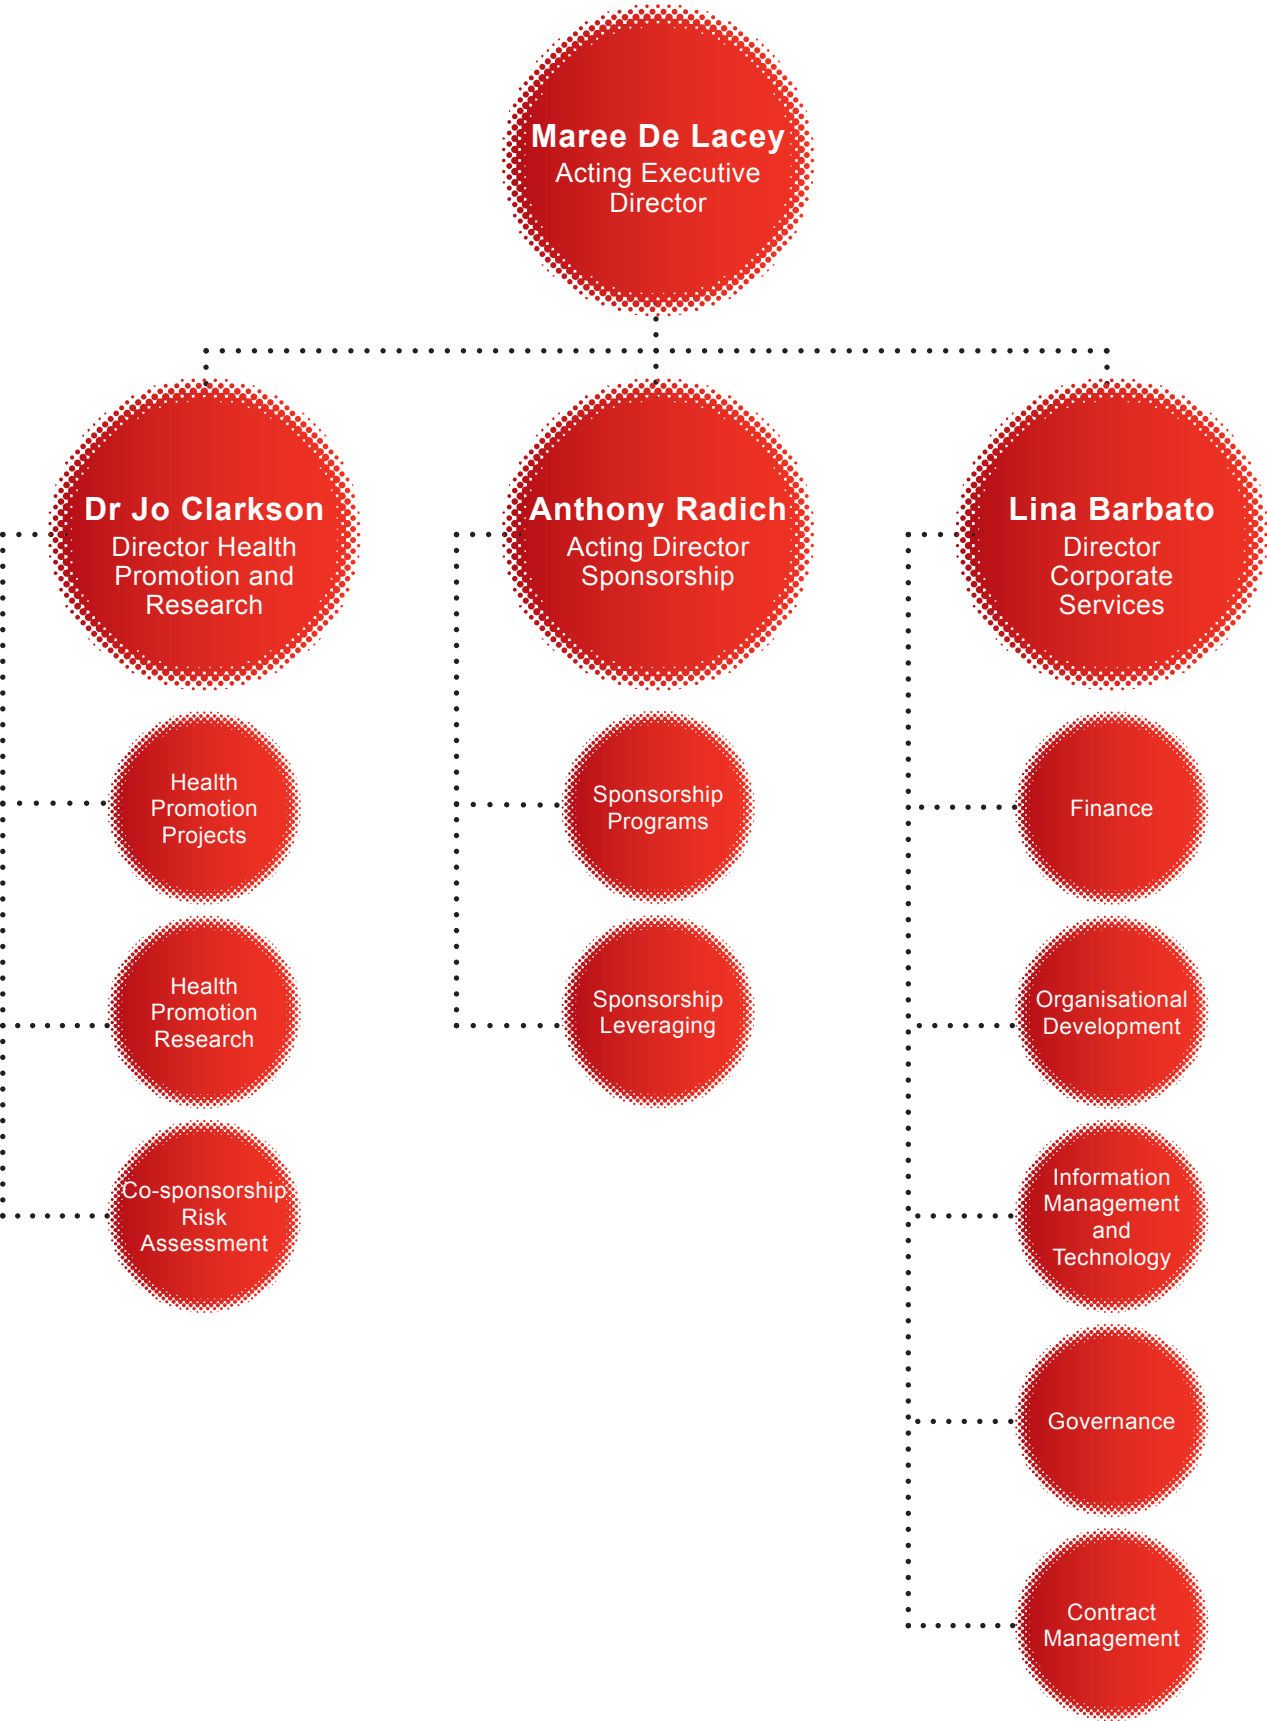 Maree De Lacey
Acting Executive
Director
Dr Jo Clarkson
Director Health
Promotion and
Research
Anthony Radich
Acting Director
Sponsorship
Lina Barbato
Director
Corporate
Services
Health
Promotion
Projects
Health
Promotion
Research
Co-sponsorship
Risk
Assessment
Sponsorship
Programs
Sponsorship
Leveraging
Finance
Organisational
Development
Information
Management
and
Technology
Governance
Contract
Management